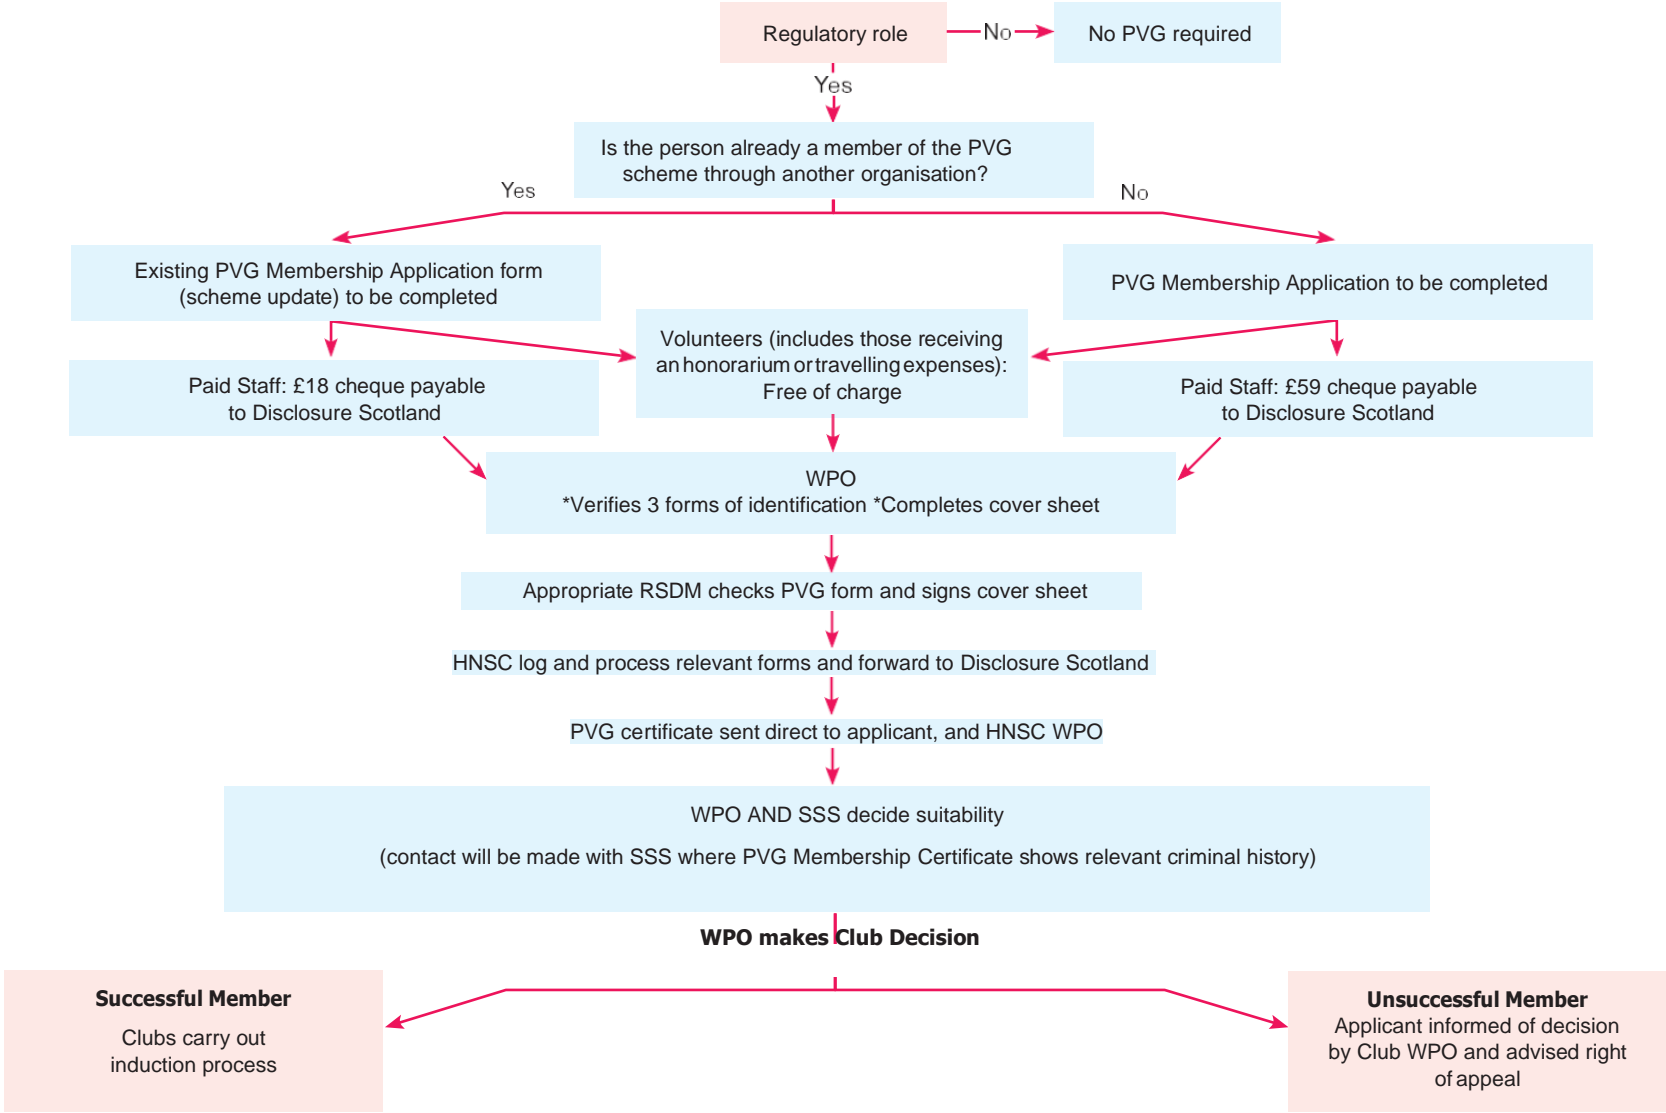 Regulatory role
No
No PVG required
Yes
Is the person already a member of the PVG
scheme through another organisation?
Yes
No
Existing PVG Membership Application form
(scheme update) to be completed
PVG Membership Application to be completed
Volunteers (includes those receiving
an honorarium or travelling expenses):
Free of charge
Paid Staff: £18 cheque payable
to Disclosure Scotland
Paid Staff: £59 cheque payable
to Disclosure Scotland
WPO
*Verifies 3 forms of identification *Completes cover sheet
Appropriate RSDM checks PVG form and signs cover sheet
HNSC log and process relevant forms and forward to Disclosure Scotland
PVG certificate sent direct to applicant, and HNSC WPO
WPO AND SSS decide suitability
(contact will be made with SSS where PVG Membership Certificate shows relevant criminal history)
WPO makes Club Decision
Successful Member
Clubs carry out
induction process
Unsuccessful Member
Applicant informed of decision
by Club WPO and advised right
of appeal